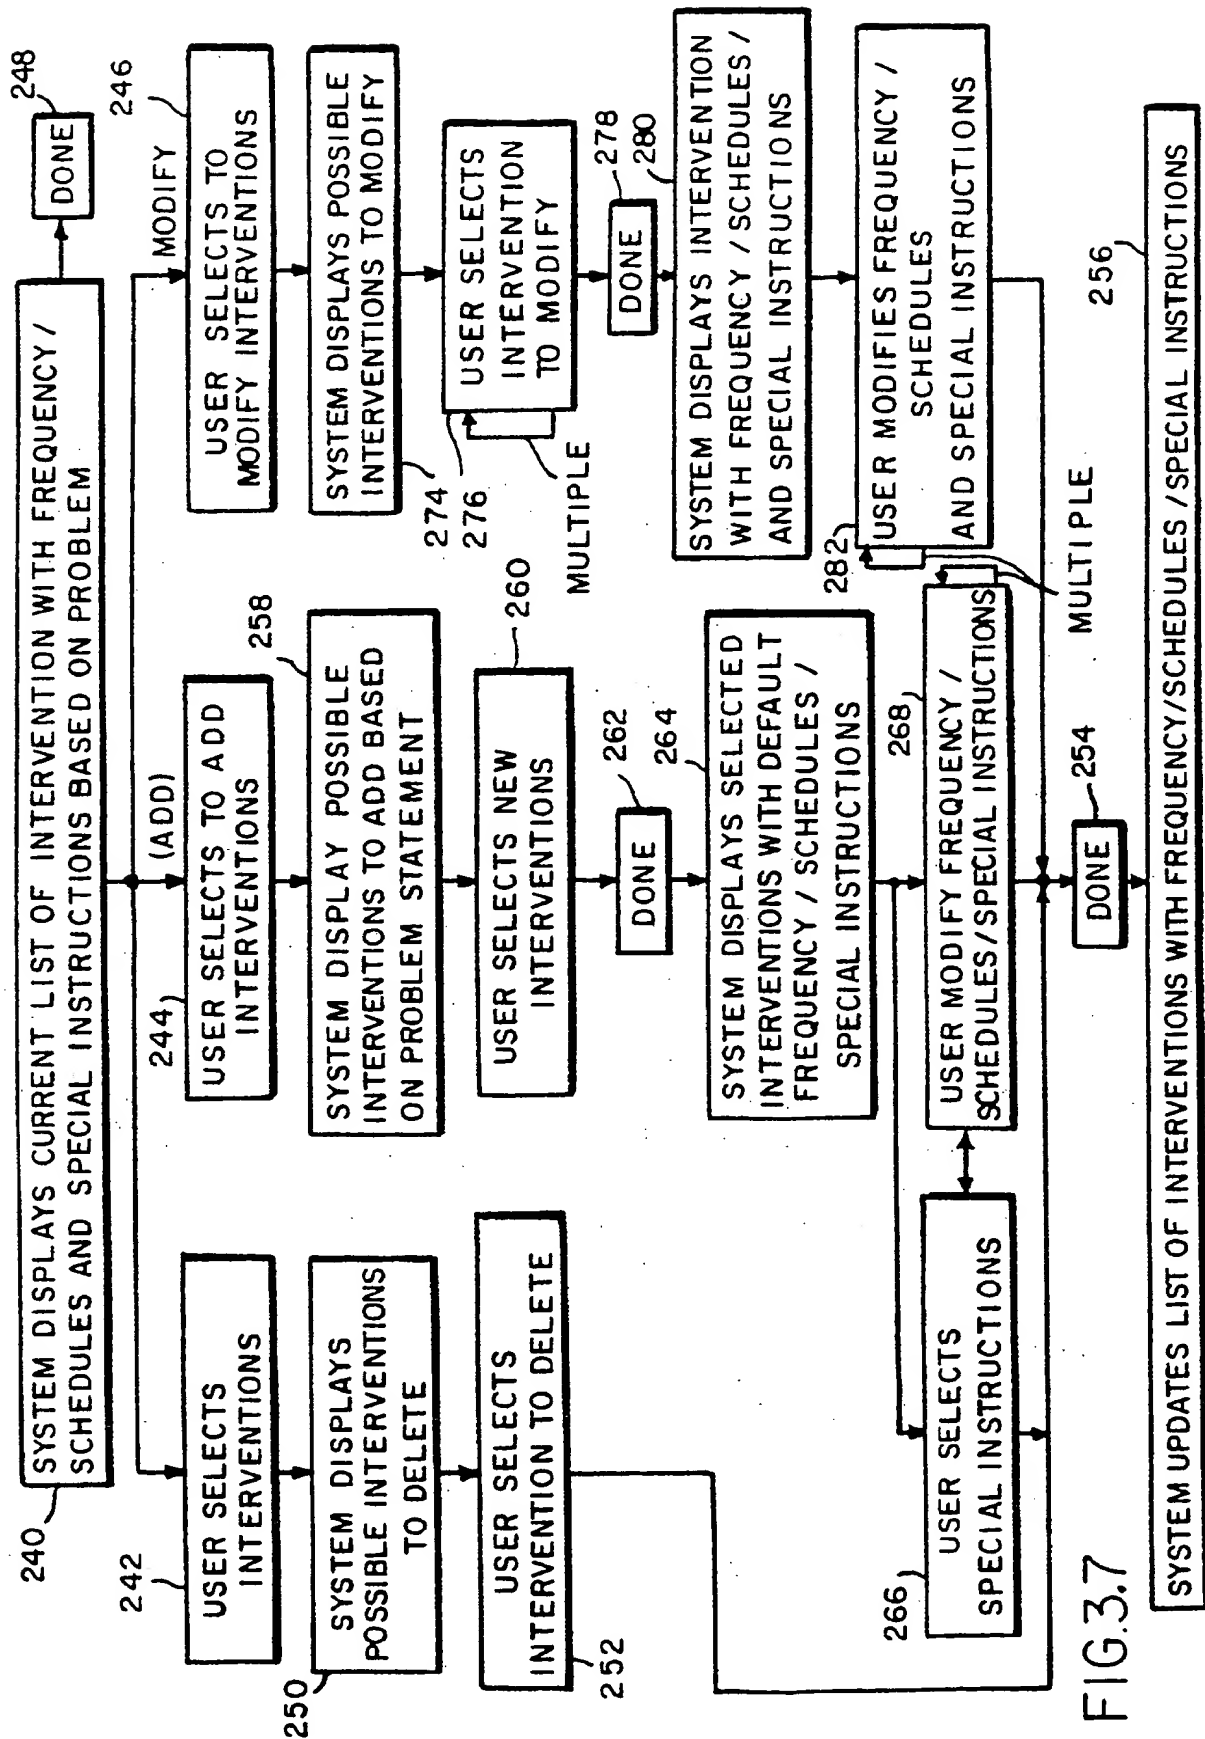 240
SYSTEM DISPLAYS CURRENT LIST OF INTERVENTION WITH FREQUENCY /
SCHEDULES AND SPECIAL INSTRUCTIONS BASED ON PROBLEM
DONE
248
242
USER SELECTS
INTERVENTIONS
250
SYSTEM DISPLAYS
POSSIBLE INTERVENTIONS
TO DELETE
252
USER SELECTS
INTERVENTION TO DELETE
(ADD)
244
USER SELECTS TO ADD
INTERVENTIONS
258
SYSTEM DISPLAY POSSIBLE
INTERVENTIONS TO ADD BASED
ON PROBLEM STATEMENT
260
USER SELECTS NEW
INTERVENTIONS
262
DONE
264
SYSTEM DISPLAYS SELECTED
INTERVENTIONS WITH DEFAULT
FREQUENCY / SCHEDULES /
SPECIAL INSTRUCTIONS
266
USER SELECTS
SPECIAL INSTRUCTIONS
268
USER MODIFY FREQUENCY /
SCHEDULES/SPECIAL INSTRUCTIONS
MODIFY
246
USER SELECTS TO
MODIFY INTERVENTIONS
274
SYSTEM DISPLAYS POSSIBLE
INTERVENTIONS TO MODIFY
276
USER SELECTS
INTERVENTION
TO MODIFY
MULTIPLE
278
DONE
280
SYSTEM DISPLAYS INTERVENTION
WITH FREQUENCY / SCHEDULES /
AND SPECIAL INSTRUCTIONS
282
USER MODIFIES FREQUENCY /
SCHEDULES
AND SPECIAL INSTRUCTIONS
MULTIPLE
254
DONE
256
SYSTEM UPDATES LIST OF INTERVENTIONS WITH FREQUENCY/SCHEDULES /SPECIAL INSTRUCTIONS
FIG.3.7